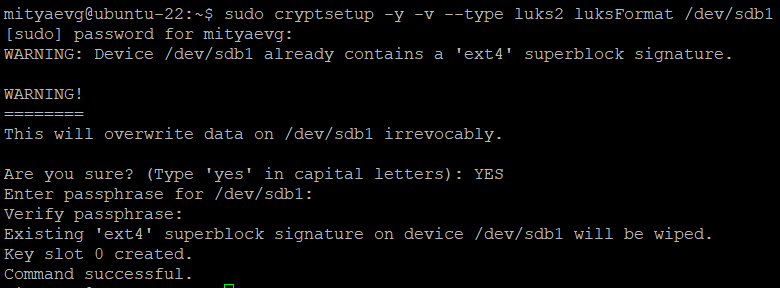 mityaevg@ubuntu-22:~$ sudo cryptsetup -y -v --type luks2 luksFormat /dev/sdb1
[sudo] password for mityaevg:
WARNING: Device /dev/sdb1 already contains a 'ext4' superblock signature.
WARNING!
========
This will overwrite data on /dev/sdb1 irrevocably.
Are you sure? (Type 'yes' in capital letters): YES
Enter passphrase for /dev/sdb1:
Verify passphrase:
Existing 'ext4' superblock signature on device /dev/sdb1 will be wiped.
Key slot 0 created.
Command successful.